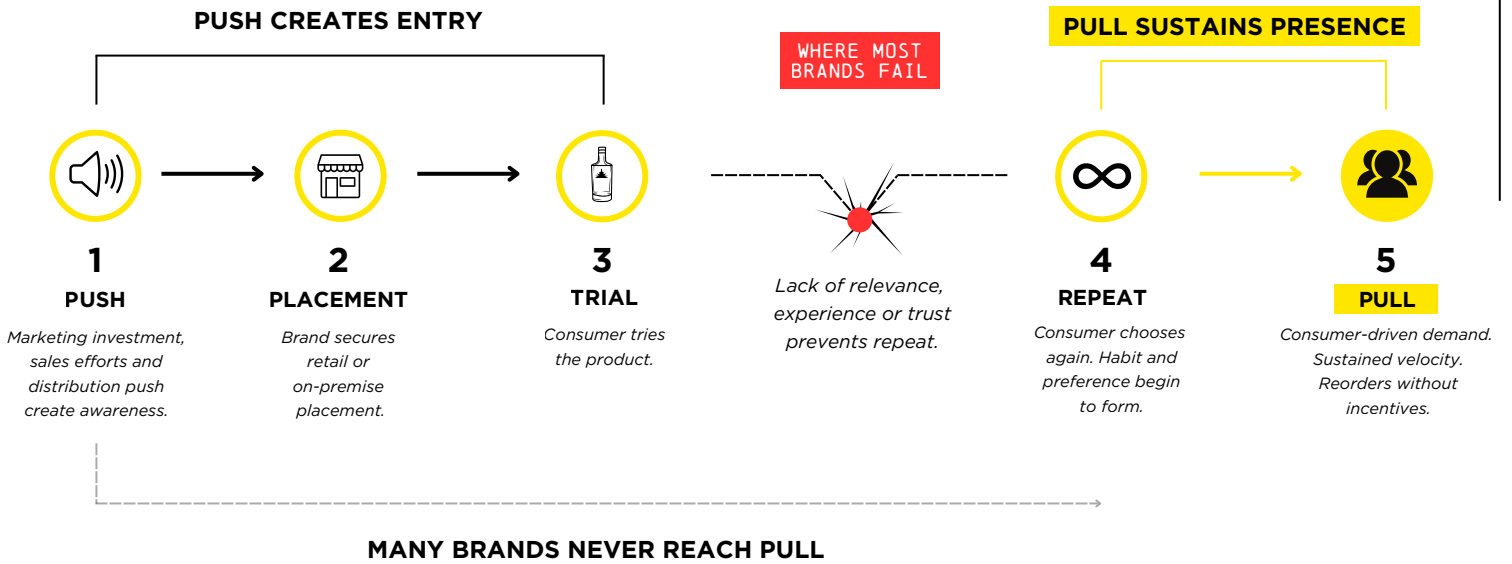 PUSH CREATES ENTRY
WHERE MOST
BRANDS FAIL
PULL SUSTAINS PRESENCE
1
PUSH
Marketing investment,
sales efforts and
distribution push
create awareness.
2
PLACEMENT
Brand secures
retail or
on-premise
placement.
3
TRIAL
Consumer tries
the product.
Lack of relevance,
experience or trust
prevents repeat.
4
REPEAT
Consumer chooses
again. Habit and
preference begin
to form.
5
PULL
Consumer-driven demand.
Sustained velocity.
Reorders without
incentives.
MANY BRANDS NEVER REACH PULL